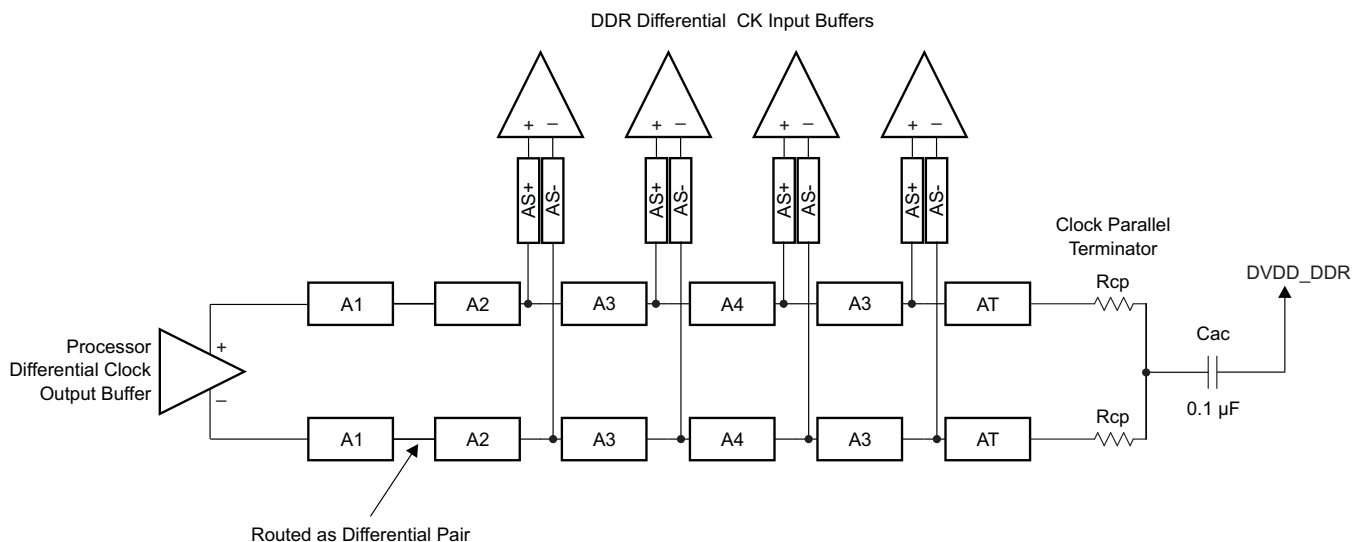 DDR Differential CK Input Buffers
+ – + – + – + –
AS+ AS- AS+ AS- AS+ AS- AS+ AS-
Clock Parallel
Terminator
Rcp
DVDD_DDR
A1 A2 A3 A4 A3 AT
Processor
Differential Clock
Output Buffer
+
–
Cac
0.1 µF
Rcp
A1 A2 A3 A4 A3 AT
Routed as Differential Pair